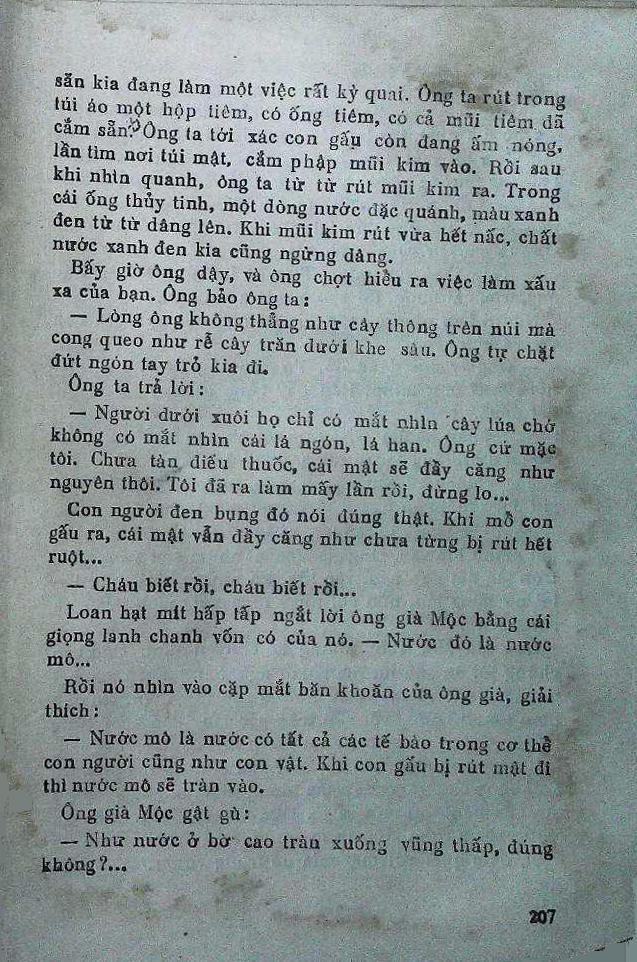 sẵn kia đang làm một việc rất kỳ quai. Ông ta rút trong
túi áo một hộp tiêm, có ống tiêm, có cả mũi tiêm đã
cắm sẵn. Ông ta tới xác con gấu còn đang ấm nóng,
lần tìm nơi túi mật, cắm phập mũi kim vào. Rồi sau
khi nhìn quanh, ông ta từ từ rút mũi kim ra. Trong
cái ống thủy tinh, một dòng nước đặc quánh, màu xanh
đen từ từ dâng lên. Khi mũi kim rút vừa hết nấc, chất
nước xanh đen kia cũng ngừng dâng.
Bấy giờ ông dậy, và ông chợt hiểu ra việc làm xấu
xa của bạn. Ông bảo ông ta :
— Lòng ông không thẳng như cây thông trên núi mà
cong queo như rễ cây trăn dưới khe sâu. Ông tự chặt
đứt ngón tay trỏ kia đi.
Ông ta trả lời :
— Người dưới xuôi họ chỉ có mắt nhìn cây lúa chớ
không có mắt nhìn cái lá ngón, lá han. Ông cứ mặc
tôi. Chưa tàn điếu thuốc, cái mật sẽ đầy căng như
nguyên thôi. Tôi đã ra làm mấy lần rồi, đừng lo...
Con người đen bụng đó nói đúng thật. Khi mổ con
gấu ra, cái mật vẫn đầy căng như chưa từng bị rút hết
ruột...
— Cháu biết rồi, cháu biết rồi...
Loan hạt mít hấp tấp ngắt lời ông già Mộc bằng cái
giọng lanh chanh vốn có của nó. — Nước đó là nước
mô...
Rồi nó nhìn vào cặp mắt băn khoăn của ông già, giải
thích :
— Nước mô là nước có tất cả các tế bào trong cơ thể
con người cũng như con vật. Khi con gấu bị rút mật đi
thì nước mô sẽ tràn vào.
Ông già Mộc gật gù :
— Như nước ở bờ cao tràn xuống vũng thấp, đúng
không ?...
207